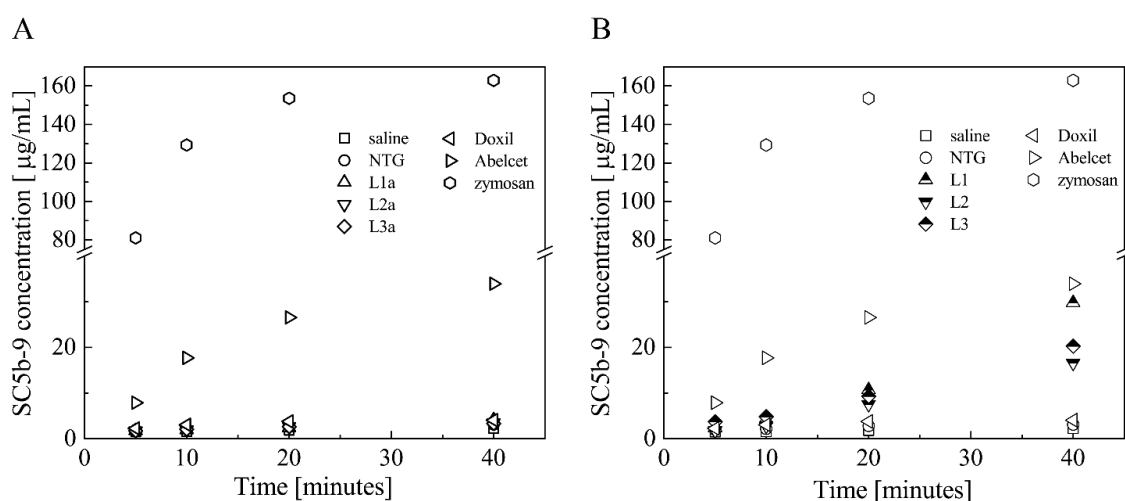 A
SC5b-9 concentration [ µg/mL]
160
140
120
100
80
20
0
0
10
20
30
40
Time [minutes]
saline
NTG
L1a
L2a
L3a
Doxil
Abelcet
zymosan
B
SC5b-9 concentration [ µg/mL]
160
140
120
100
80
20
0
0
10
20
30
40
Time [minutes]
saline
NTG
L1
L2
L3
Doxil
Abelcet
zymosan